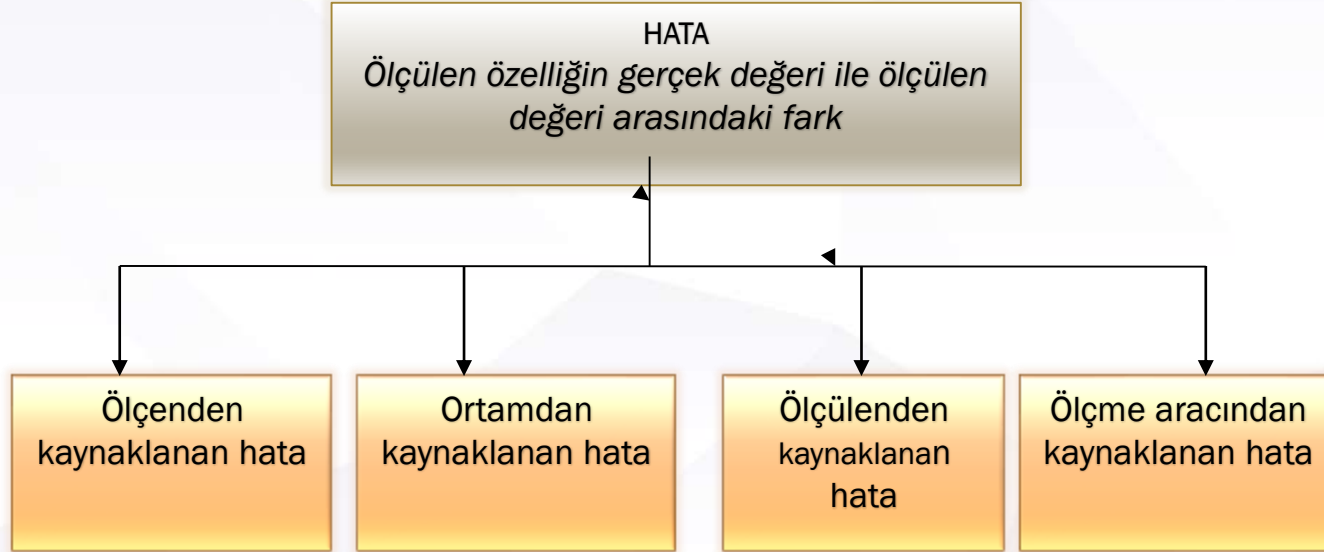 HATA
Ölçülen özelliğin gerçek değeri ile ölçülen
değeri arasındaki fark
Ölçenden
kaynaklanan hata
Ortamdan
kaynaklanan hata
Ölçülenden
kaynaklanan
hata
Ölçme aracından
kaynaklanan hata